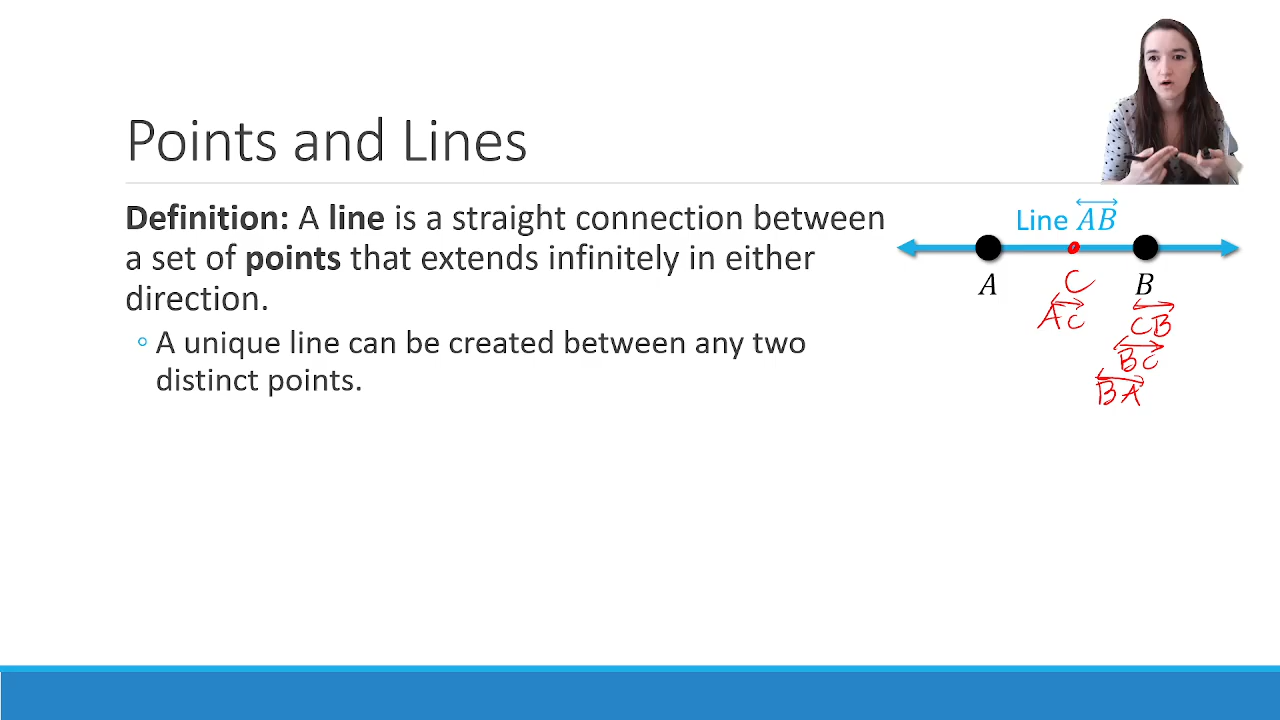 Points and Lines
Definition: A line is a straight connection between
a set of points that extends infinitely in either
direction.
◦ A unique line can be created between any two
distinct points.
Line AB
A
C
B
AC
CB
BC
BA